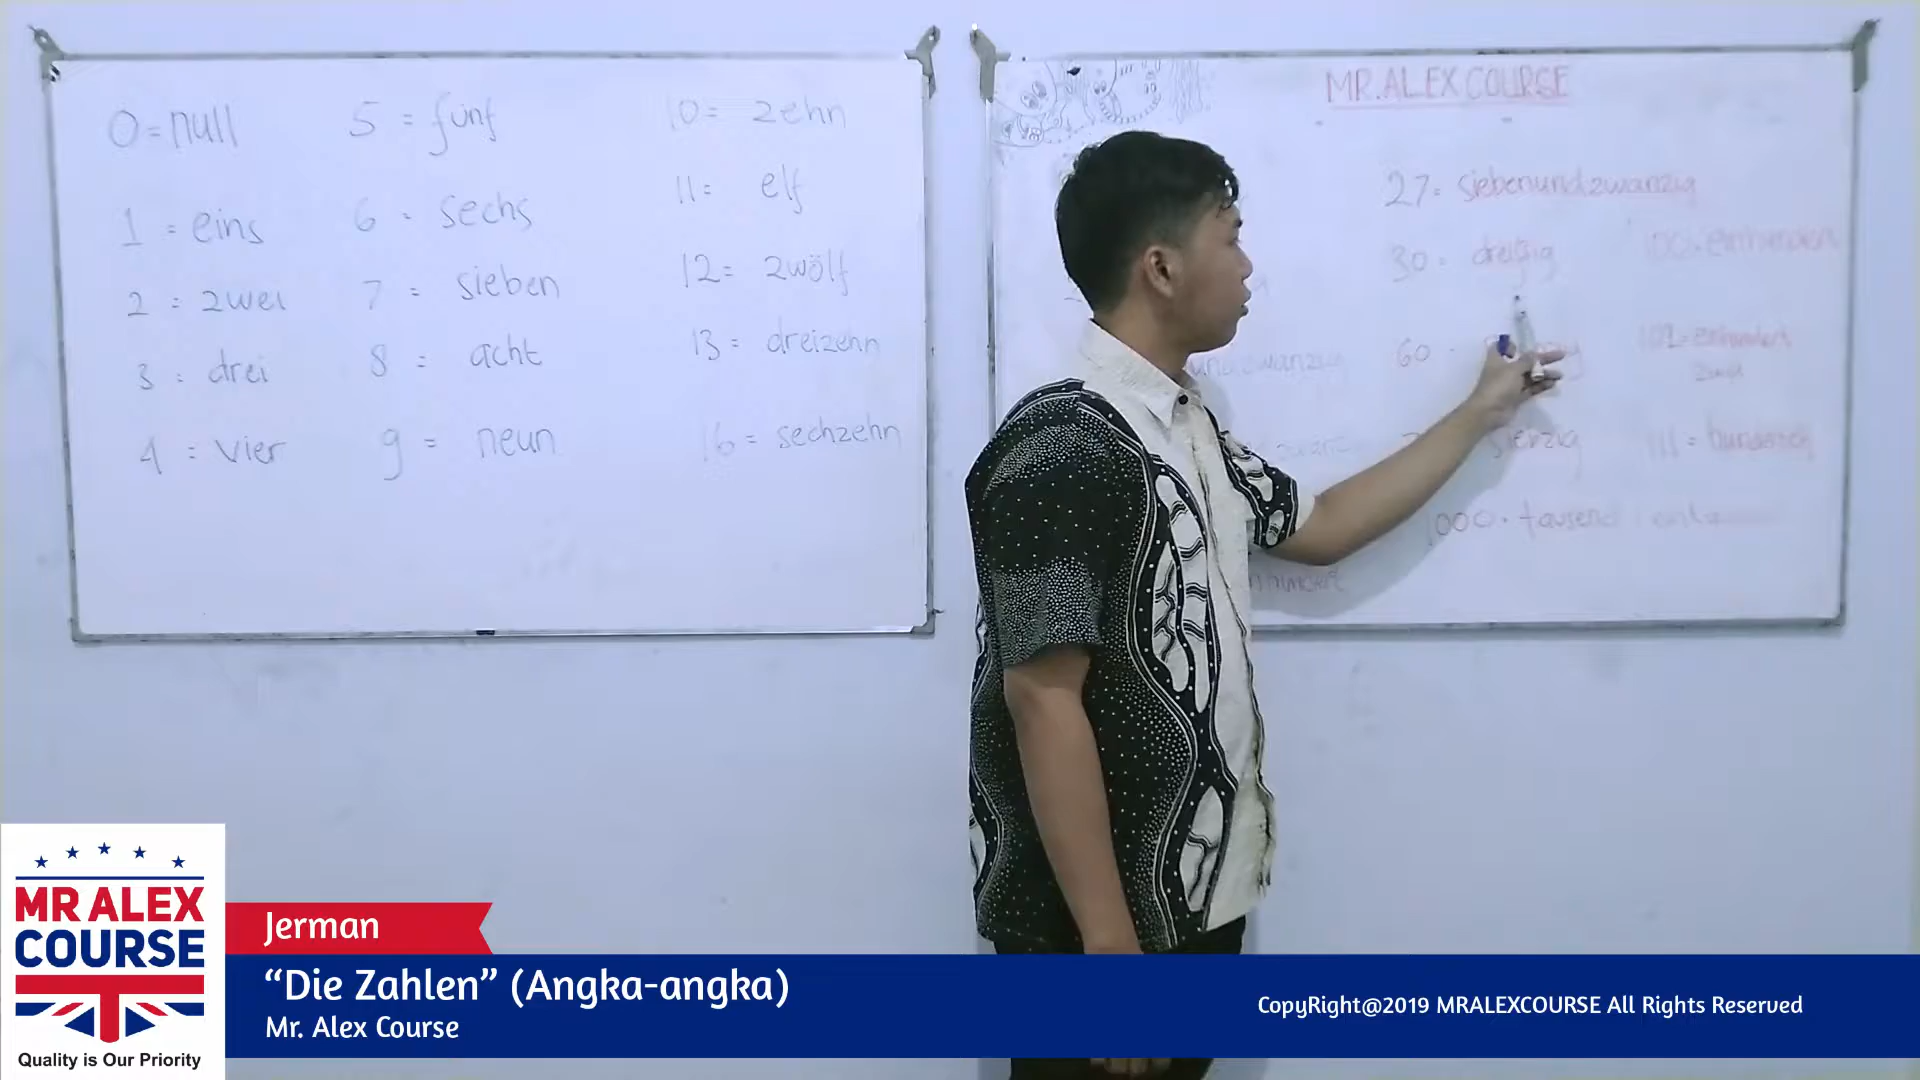 0 = null
1 = eins
2 = zwei
3 = drei
4 = vier
5 = fünf
6 = sechs
7 = sieben
8 = acht
9 = neun
10 = zehn
11 = elf
12 = zwölf
13 = dreizehn
16 = sechzehn
MR. ALEX COURSE
27 = siebenundzwanzig
30 = dreißig
60
undzwanzig
100 = einhundert
1000 = tausend
MR ALEX
COURSE
Quality is Our Priority
Jerman
“Die Zahlen” (Angka-angka)
Mr. Alex Course
CopyRight@2019 MRALEXCOURSE All Rights Reserved